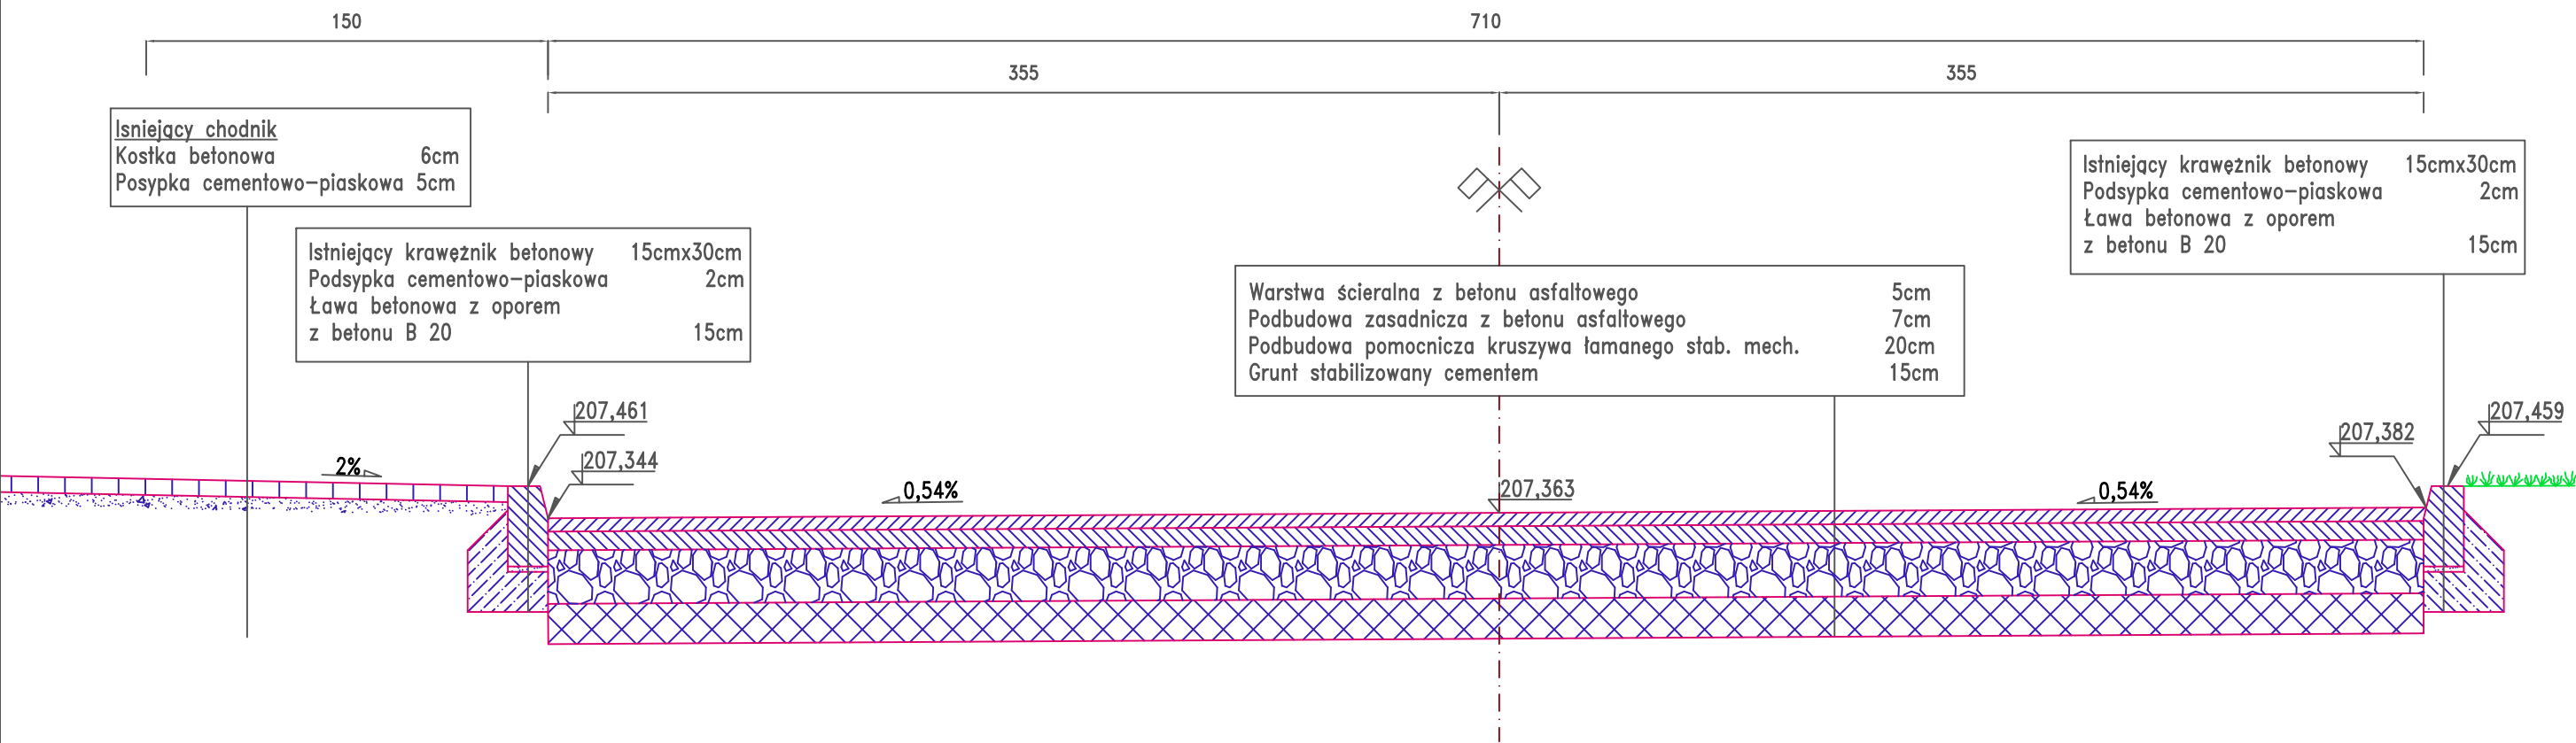 150
710
355
355
Isniejący chodnik
Kostka betonowa 6cm
Posypka cementowo-piaskowa 5cm
Istniejący krawężnik betonowy 15cmx30cm
Podsypka cementowo-piaskowa 2cm
Ława betonowa z oporem
z betonu B 20 15cm
Warstwa ścieralna z betonu asfaltowego 5cm
Podbudowa zasadnicza z betonu asfaltowego 7cm
Podbudowa pomocnicza kruszywa łamanego stab. mech. 20cm
Grunt stabilizowany cementem 15cm
Istniejący krawężnik betonowy 15cmx30cm
Podsypka cementowo-piaskowa 2cm
Ława betonowa z oporem
z betonu B 20 15cm
207,461
207,344
2%
0,54%
207,363
0,54%
207,382
207,459